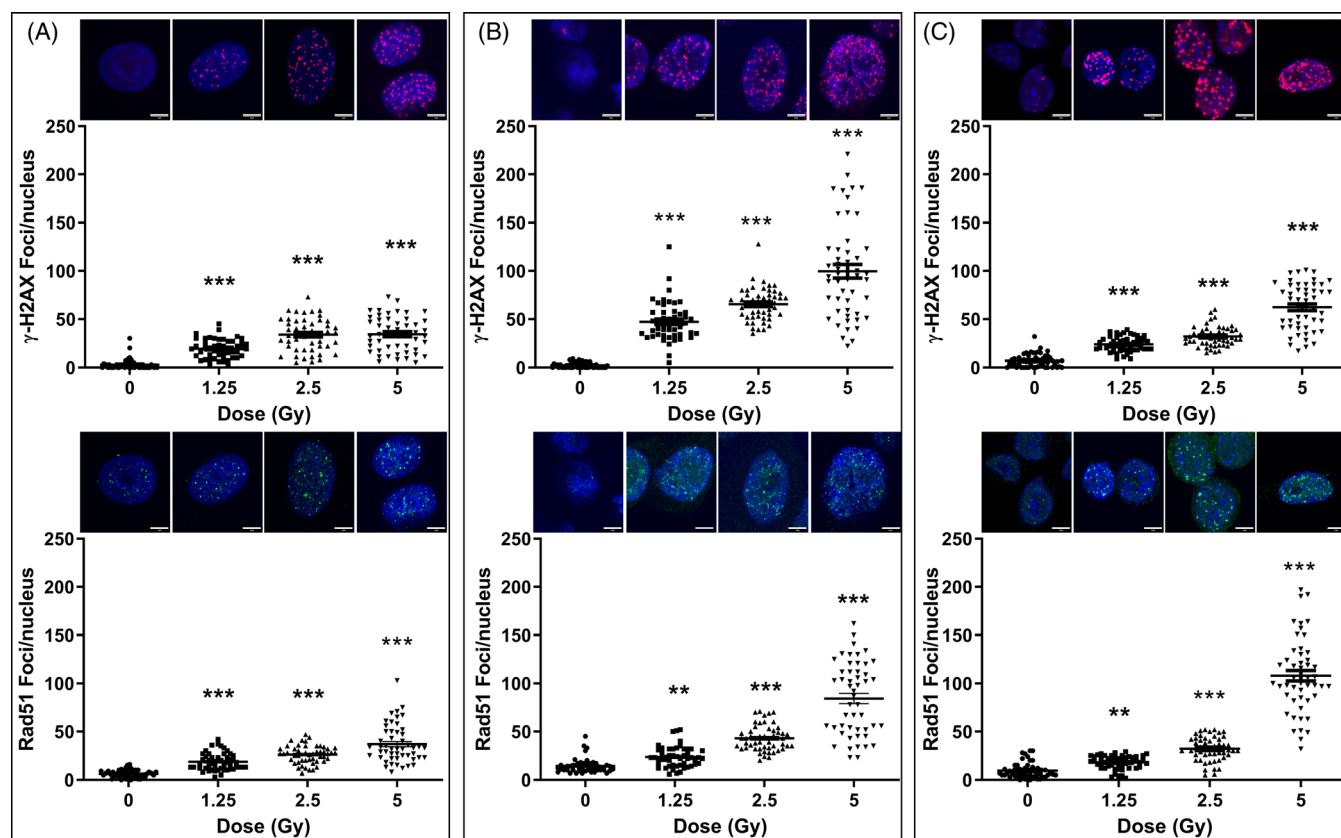 (A)
250
200
150
100
50
0
γ-H2AX Foci/nucleus
***
***
***
0 1.25 2.5 5
Dose (Gy)
250
200
150
100
50
0
Rad51 Foci/nucleus
***
***
***
0 1.25 2.5 5
Dose (Gy)
(B)
250
200
150
100
50
0
γ-H2AX Foci/nucleus
***
***
***
0 1.25 2.5 5
Dose (Gy)
250
200
150
100
50
0
Rad51 Foci/nucleus
**
***
***
0 1.25 2.5 5
Dose (Gy)
(C)
250
200
150
100
50
0
γ-H2AX Foci/nucleus
***
***
***
0 1.25 2.5 5
Dose (Gy)
250
200
150
100
50
0
Rad51 Foci/nucleus
**
***
***
0 1.25 2.5 5
Dose (Gy)